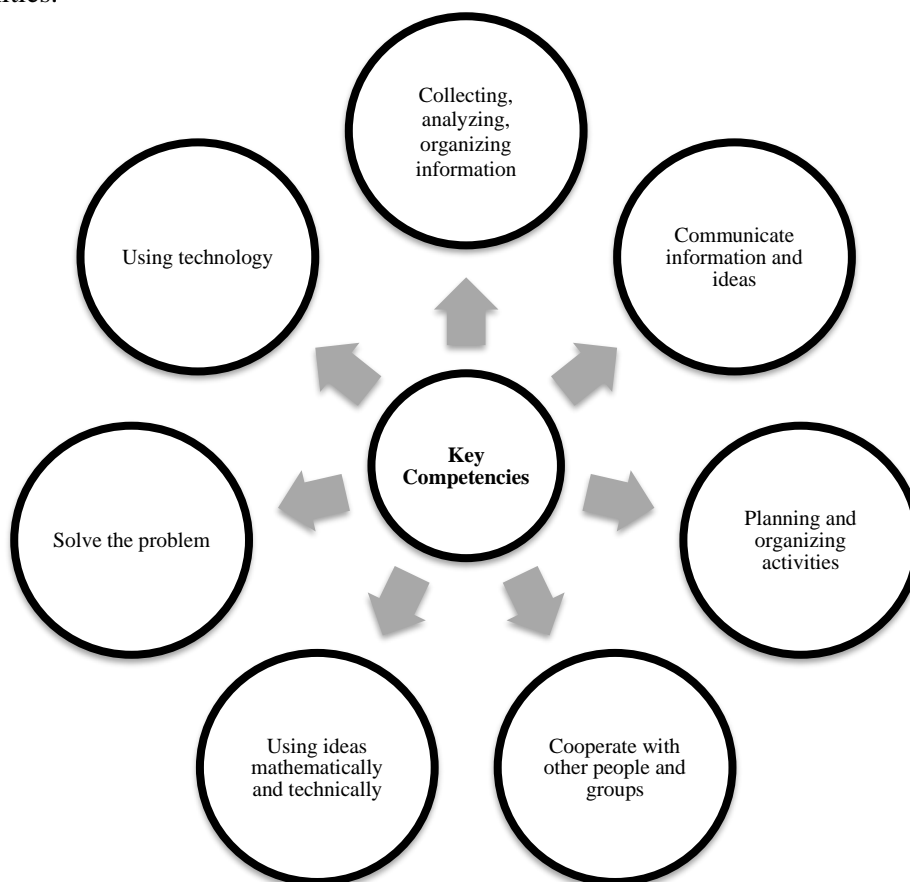 Collecting,
analyzing,
organizing
information
Communicate
information and
ideas
Using technology
Key
Competencies
Planning and
organizing
activities
Solve the problem
Using ideas
mathematically
and technically
Cooperate with
other people and
groups